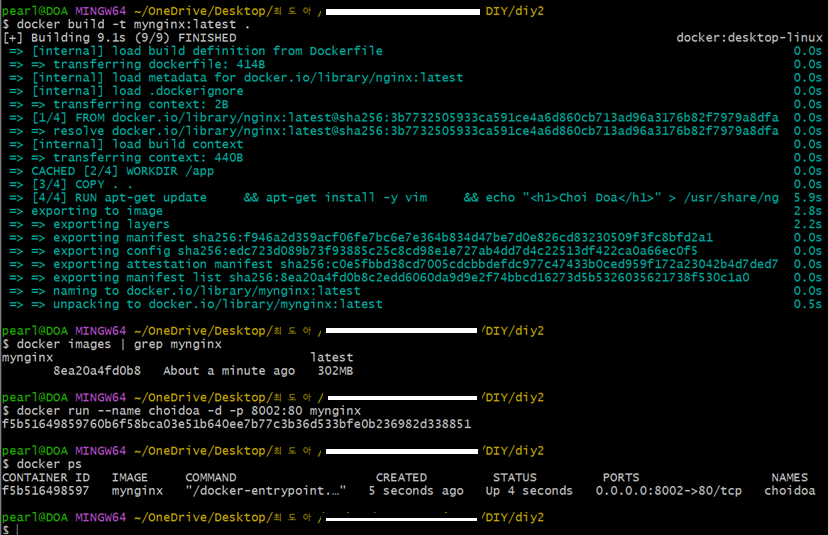 pearl@DOA MINGW64 ~/OneDrive/Desktop/최 도 아 / DIY/diy2
$ docker build -t mynginx:latest .
[+] Building 9.1s (9/9) FINISHED docker:desktop-linux
=> [internal] load build definition from Dockerfile 0.0s
=> => transferring dockerfile: 414B 0.0s
=> [internal] load metadata for docker.io/library/nginx:latest 0.0s
=> [internal] load .dockerignore 0.0s
=> => transferring context: 2B 0.0s
=> [1/4] FROM docker.io/library/nginx:latest@sha256:3b7732505933ca591ce4a6d860cb713ad96a3176b82f7979a8dfa 0.0s
=> => resolve docker.io/library/nginx:latest@sha256:3b7732505933ca591ce4a6d860cb713ad96a3176b82f7979a8dfa 0.0s
=> [internal] load build context 0.0s
=> => transferring context: 440B 0.0s
=> CACHED [2/4] WORKDIR /app 0.0s
=> [3/4] COPY . . 0.0s
=> [4/4] RUN apt-get update && apt-get install -y vim && echo "<h1>Choi Doa</h1>" > /usr/share/ng 5.9s
=> exporting to image 2.8s
=> => exporting layers 2.2s
=> => exporting manifest sha256:f946a2d359acf06fe7bc6e7e364b834d47be7d0e826cd83230509f3fc8bfd2a1 0.0s
=> => exporting config sha256:edc723d089b73f93885c25c8cd98e1e727ab4dd7d4c22513df422ca0a66ec0f5 0.0s
=> => exporting attestation manifest sha256:c0e5fbbd38cd7005cdcbbdefdc977c47433b0ced959f172a23042b4d7ded7 0.0s
=> => exporting manifest list sha256:8ea20a4fd0b8c2edd6060da9d9e2f74bbcd16273d5b5326035621738f530c1a0 0.0s
=> => naming to docker.io/library/mynginx:latest 0.0s
=> => unpacking to docker.io/library/mynginx:latest 0.5s
pearl@DOA MINGW64 ~/OneDrive/Desktop/최 도 아 / /DIY/diy2
$ docker images | grep mynginx
mynginx latest
8ea20a4fd0b8 About a minute ago 302MB
pearl@DOA MINGW64 ~/OneDrive/Desktop/최 도 아 / /DIY/diy2
$ docker run --name choidoa -d -p 8002:80 mynginx
f5b5164985976​0b6f58bca03e51b640ee7b77c3b36d533bfe0b236982d338851
pearl@DOA MINGW64 ~/OneDrive/Desktop/최 도 아 / /DIY/diy2
$ docker ps
CONTAINER ID IMAGE COMMAND CREATED STATUS PORTS NAMES
f5b516498597 mynginx "/docker-entrypoint.…" 5 seconds ago Up 4 seconds 0.0.0.0:8002->80/tcp choidoa
pearl@DOA MINGW64 ~/OneDrive/Desktop/최 도 아 / /DIY/diy2
$